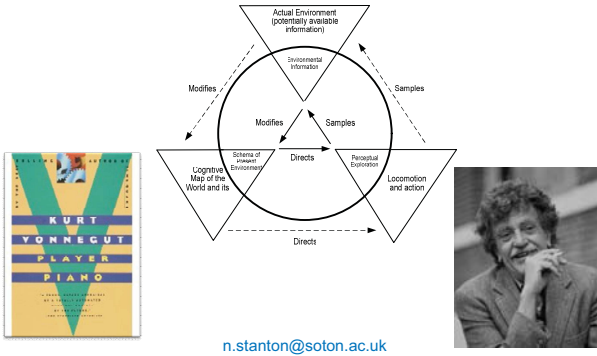 Actual Environment
(potentially available
information)
Environmental
Information
Modifies
Samples
Modifies
Samples
Schema of
Present
Environment
Directs
Perceptual
Exploration
Cognitive
Map of the
World and its
Locomotion
and action
Directs
KURT
VONNEGUT
PLAYER
PIANO
n.stanton@soton.ac.uk